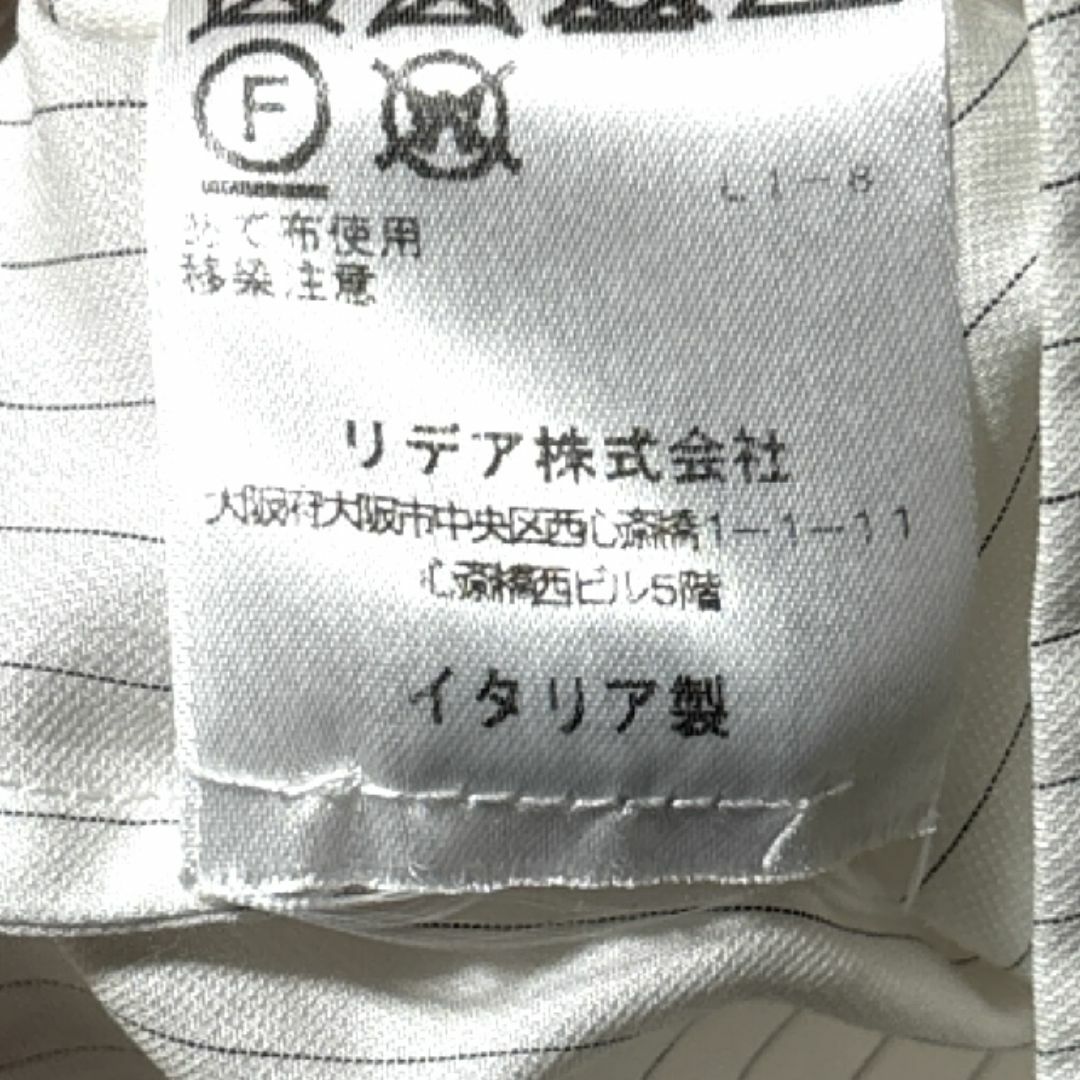 F
L1-8
あて布使用
移染注意
リデア株式会社
大阪府大阪市中央区西心斎橋1-1-11
心斎橋西ビル5階
イタリア製